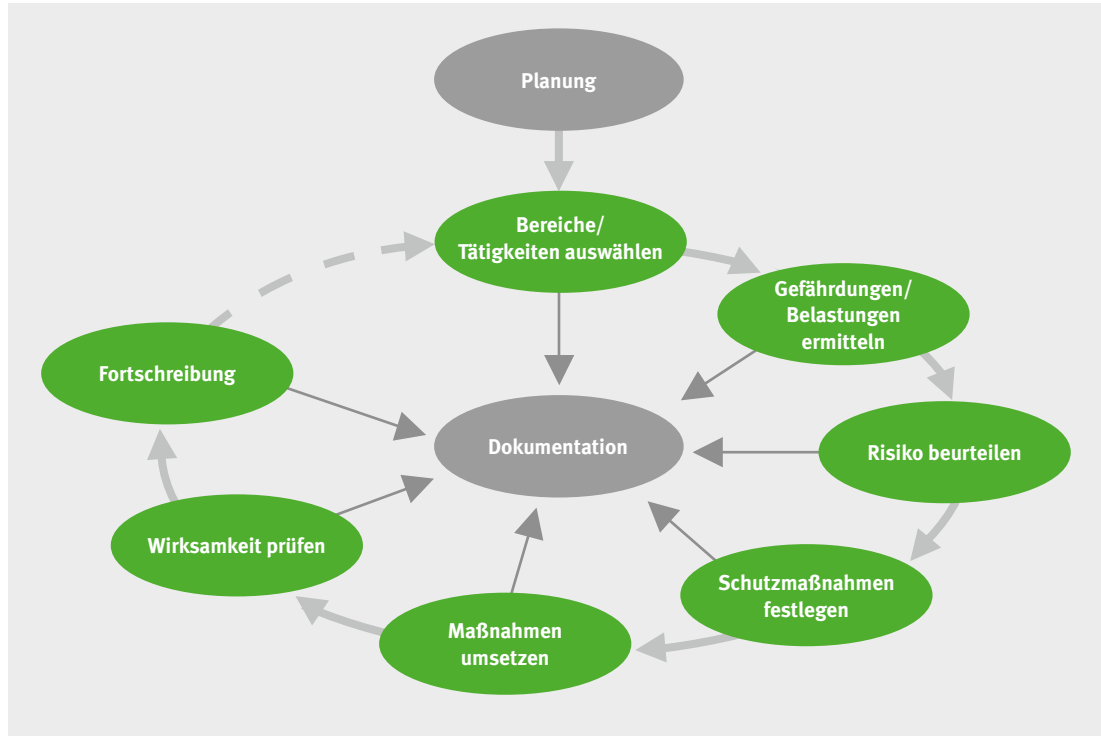 Planung
Bereiche/
Tätigkeiten auswählen
Gefährdungen/
Belastungen
ermitteln
Risiko beurteilen
Schutzmaßnahmen
festlegen
Maßnahmen
umsetzen
Wirksamkeit prüfen
Fortschreibung
Dokumentation